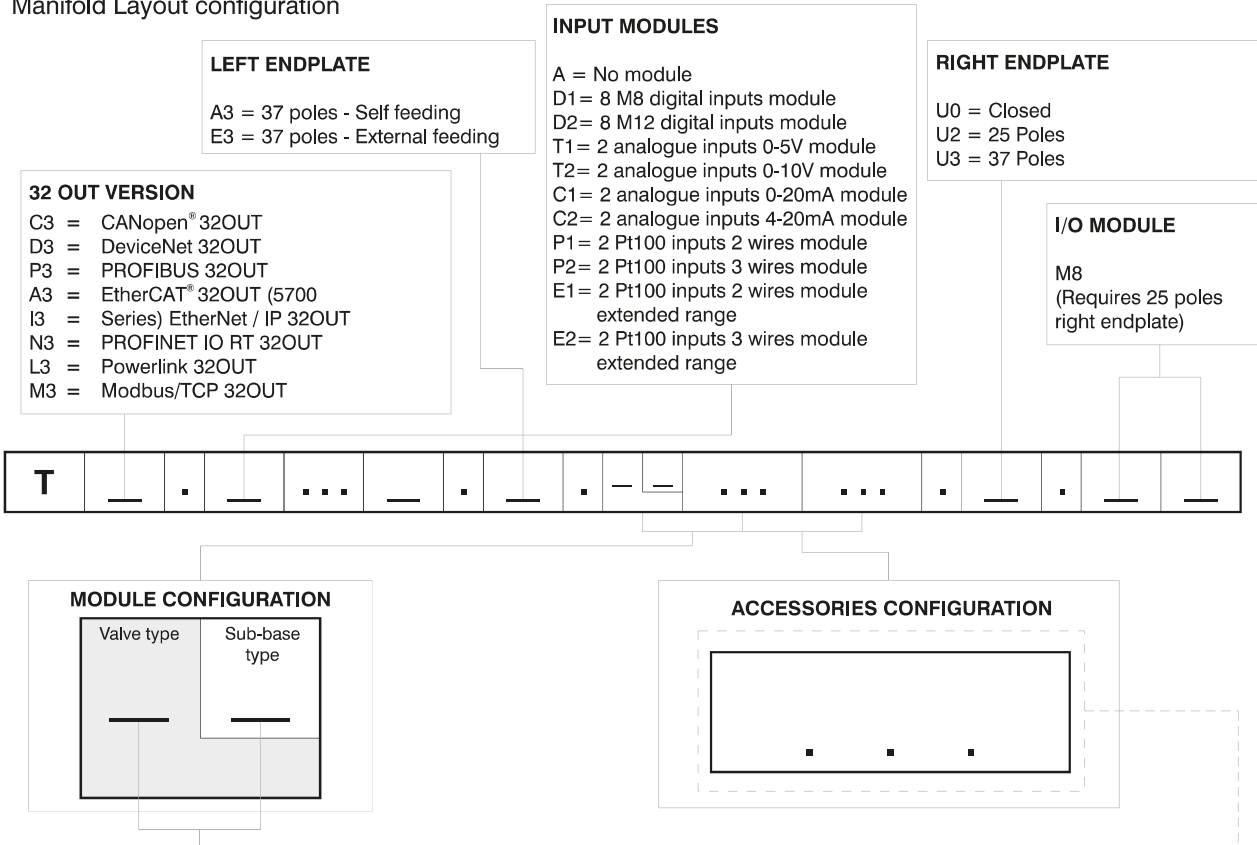 Manifold Layout configuration
LEFT ENDPLATE
A3 = 37 poles - Self feeding
E3 = 37 poles - External feeding
INPUT MODULES
A = No module
D1= 8 M8 digital inputs module
D2= 8 M12 digital inputs module
T1= 2 analogue inputs 0-5V module
T2= 2 analogue inputs 0-10V module
C1= 2 analogue inputs 0-20mA module
C2= 2 analogue inputs 4-20mA module
P1= 2 Pt100 inputs 2 wires module
P2= 2 Pt100 inputs 3 wires module
E1= 2 Pt100 inputs 2 wires module
extended range
E2= 2 Pt100 inputs 3 wires module
extended range
RIGHT ENDPLATE
U0 = Closed
U2 = 25 Poles
U3 = 37 Poles
32 OUT VERSION
C3 = CANopen® 32OUT
D3 = DeviceNet 32OUT
P3 = PROFIBUS 32OUT
A3 = EtherCAT® 32OUT (5700
I3 = Series) EtherNet / IP 32OUT
N3 = PROFINET IO RT 32OUT
L3 = Powerlink 32OUT
M3 = Modbus/TCP 32OUT
I/O MODULE
M8
(Requires 25 poles
right endplate)
T _ . _ ... _ . _ . _ _ ... ... . _ . _ _
MODULE CONFIGURATION
Valve type
Sub-base
type
_ _
ACCESSORIES CONFIGURATION
. . .